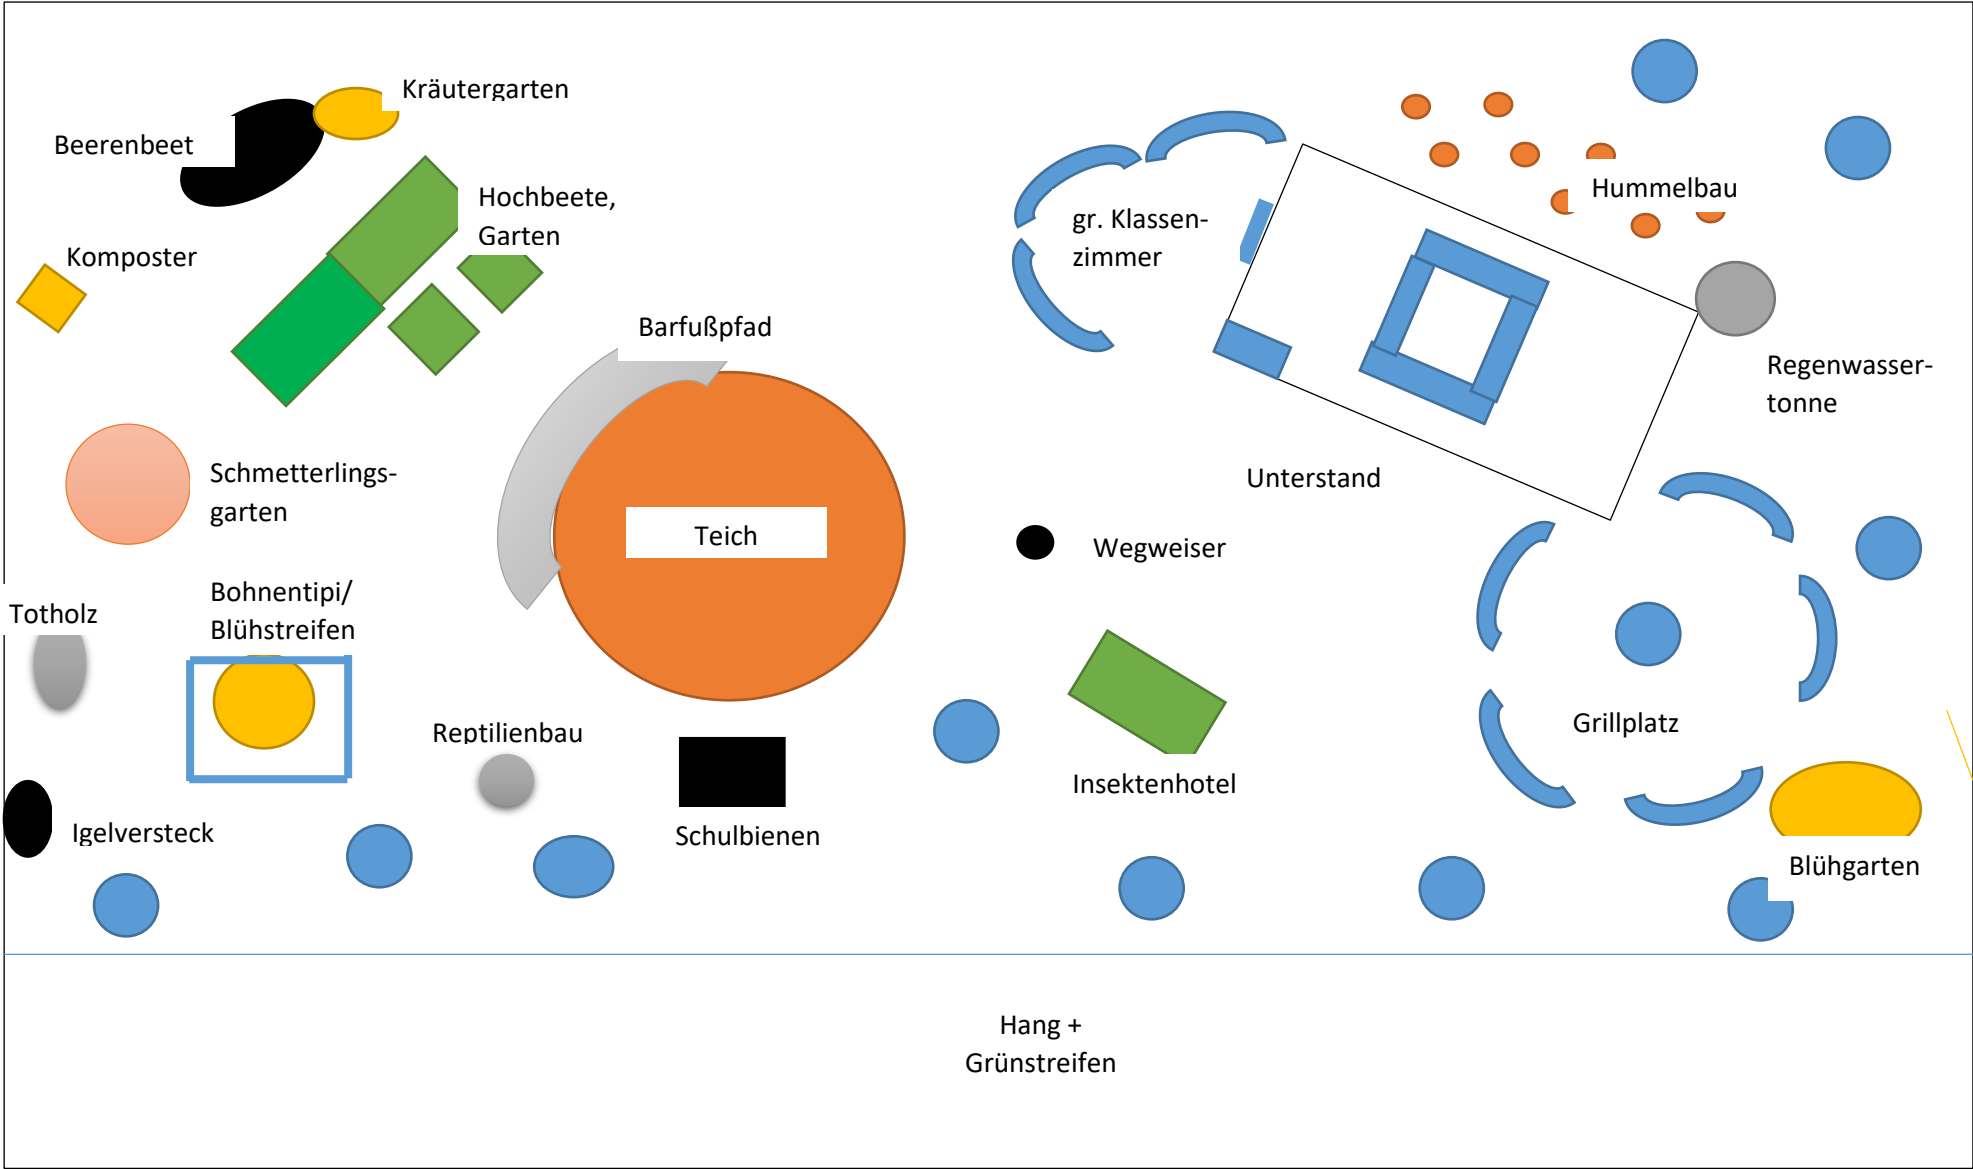 Kräutergarten
Beerenbeet
Hochbeete,
Garten
Komposter
Hummelbau
gr. Klassen-
zimmer
Barfußpfad
Regenwasser-
tonne
Schmetterlings-
garten
Unterstand
Teich
Wegweiser
Totholz
Bohnentipi/
Blühstreifen
Reptilienbau
Grillplatz
Insektenhotel
Igelversteck
Schulbienen
Blühgarten
Hang +
Grünstreifen